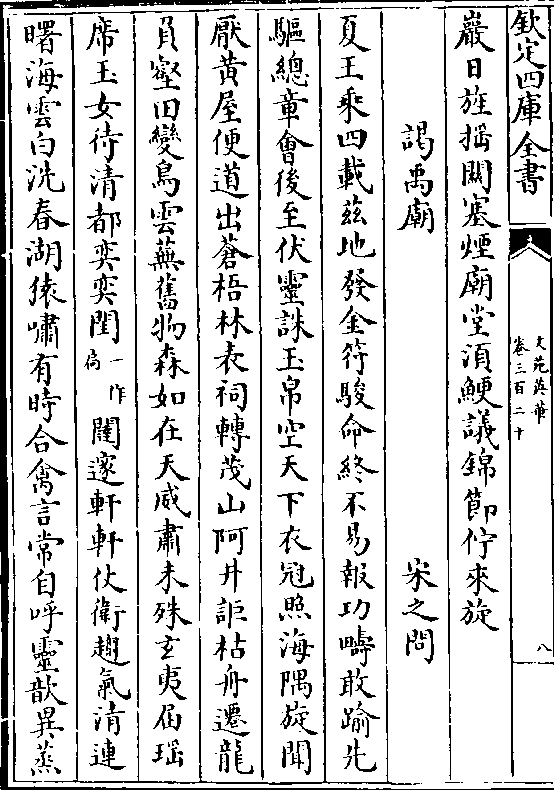 欽定四庫全書
文苑英華
卷三百二十
八
巖日旌揺闗塞煙廟堂湏鯁議錦節佇來旋
謁禹廟
宋之問
夏王乘四載兹地發金符駿命終不易報功疇敢踰先
驅總章會後至伏靈誅玉帛空天下衣冠照海隅旋聞
厭黄屋便道出蒼梧林表祠轉茂山阿井詎枯舟遷龍
負壑田變鳥雲蕪舊物森如在天威肅未殊玄夷屆瑶
席玉女侍清都奕奕閨一作扃闥邃軒軒仗衛趨氣清連
曙海雲白洗春湖猿嘯有時合禽言常自呼靈歆異蒸